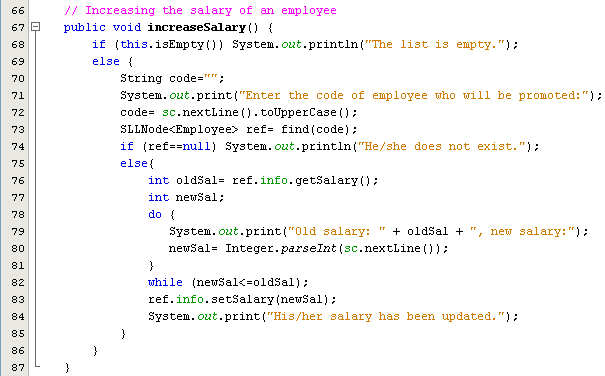 66 // Increasing the salary of an employee
67 public void increaseSalary() {
68 if (this.isEmpty()) System.out.println("The list is empty.");
69 else {
70 String code="";
71 System.out.print("Enter the code of employee who will be promoted:");
72 code= sc.nextLine().toUpperCase();
73 SLLNode<Employee> ref= find(code);
74 if (ref==null) System.out.println("He/she does not exist.");
75 else{
76 int oldSal= ref.info.getSalary();
77 int newSal;
78 do {
79 System.out.print("Old salary: " + oldSal + ", new salary:");
80 newSal= Integer.parseInt(sc.nextLine());
81 }
82 while (newSal<=oldSal);
83 ref.info.setSalary(newSal);
84 System.out.print("His/her salary has been updated.");
85 }
86 }
87 }